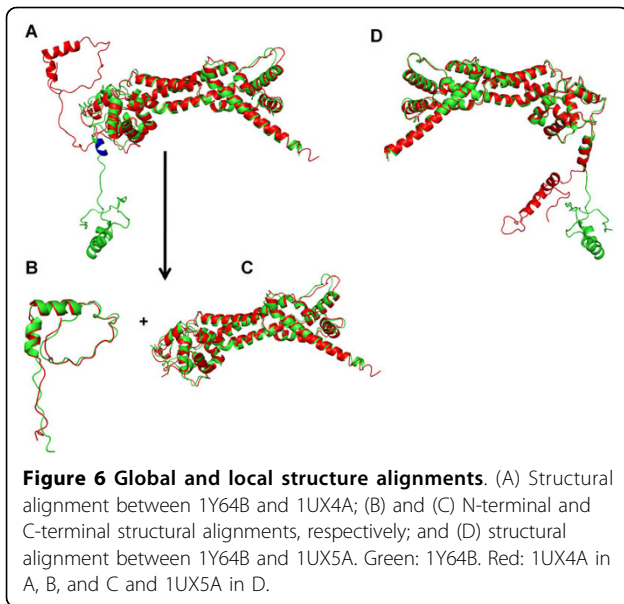 A
D
B
+
C
Figure 6 Global and local structure alignments. (A) Structural
alignment between 1Y64B and 1UX4A; (B) and (C) N-terminal and
C-terminal structural alignments, respectively; and (D) structural
alignment between 1Y64B and 1UX5A. Green: 1Y64B. Red: 1UX4A in
A, B, and C and 1UX5A in D.